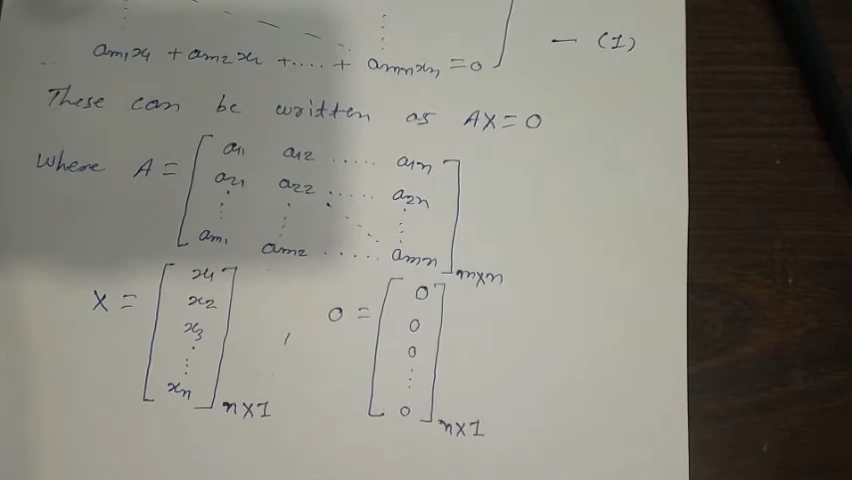 am1x1 + am2x2 + .... + amnxn = 0 — (1)
These can be written as AX = 0
Where A = [ a11 a12 ..... a1n
a21 a22 ..... a2n
am1 am2 ...... amn ] m×n
X = [ x1 x2 x3 ... xn ] n×1 , 0 = [ 0 0 0 ... 0 ] n×1